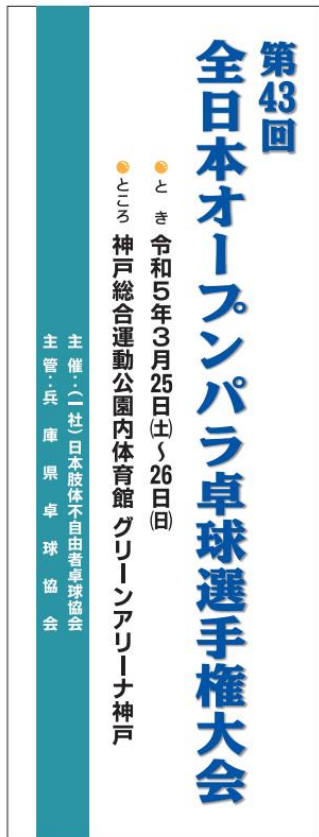 第43回
全日本オープンパラ卓球選手権大会
とき 令和5年3月25日(土)～26日(日)
ところ 神戸総合運動公園内体育館 グリーンアリーナ神戸
主催:(一社)日本肢体不自由者卓球協会
主管:兵庫県卓球協会